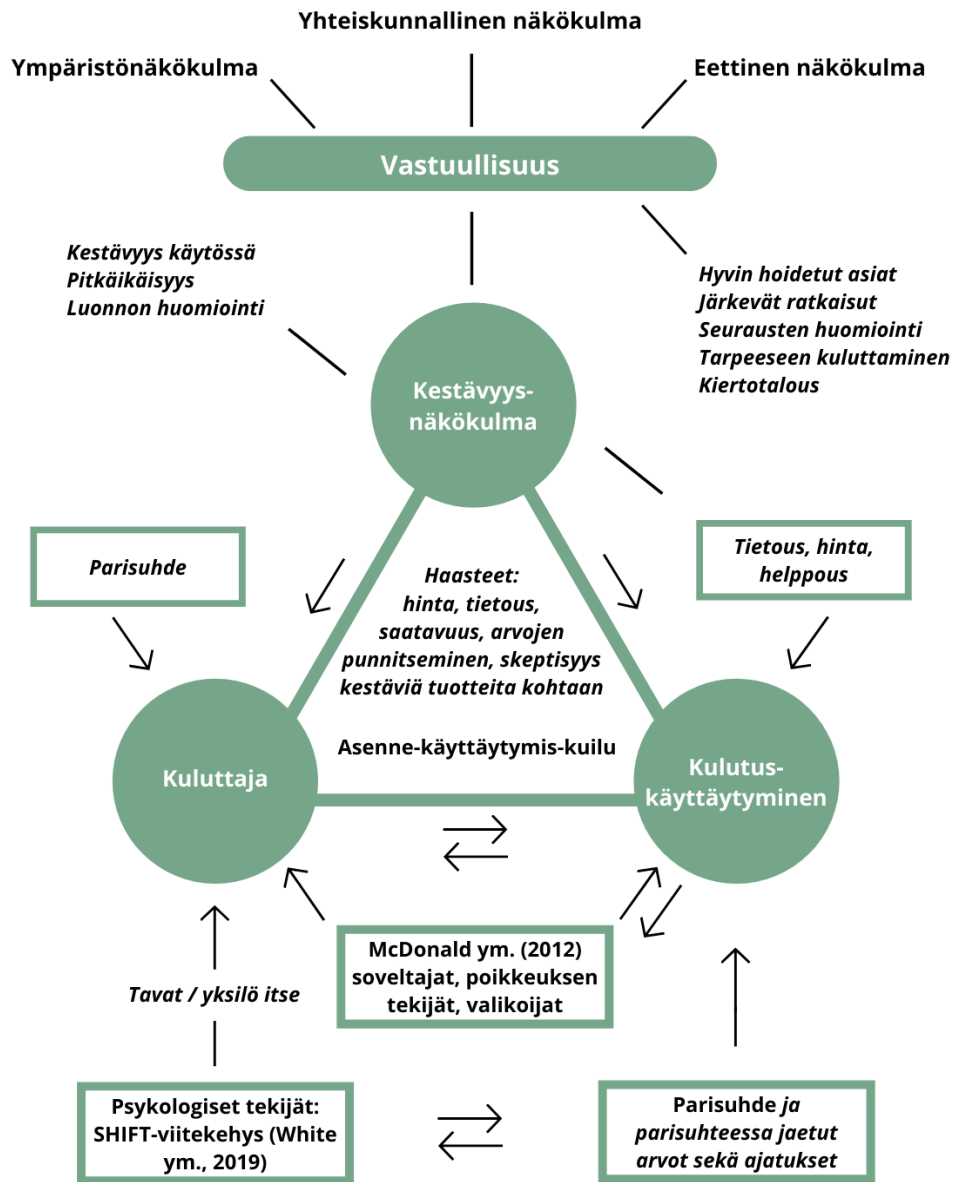 Yhteiskunnallinen näkökulma
Ympäristönäkökulma
Eettinen näkökulma
Vastuullisuus
Kestävyys käytössä
Pitkäikäisyys
Luonnon huomiointi
Hyvin hoidetut asiat
Järkevät ratkaisut
Seurausten huomiointi
Tarpeeseen kuluttaminen
Kiertotalous
Kestävyys-
näkökulma
Parisuhde
Tietous, hinta,
helppous
Haasteet:
hinta, tietous,
saatavuus, arvojen
punnitseminen, skeptisyys
kestäviä tuotteita kohtaan
Asenne-käyttäytymis-kuilu
Kuluttaja
Kulutus-
käyttäytyminen
McDonald ym. (2012)
soveltajat, poikkeuksen
tekijät, valikoijat
Tavat / yksilö itse
Psykologiset tekijät:
SHIFT-viitekehys (White
ym., 2019)
Parisuhde ja
parisuhteessa jaetut
arvot sekä ajatukset